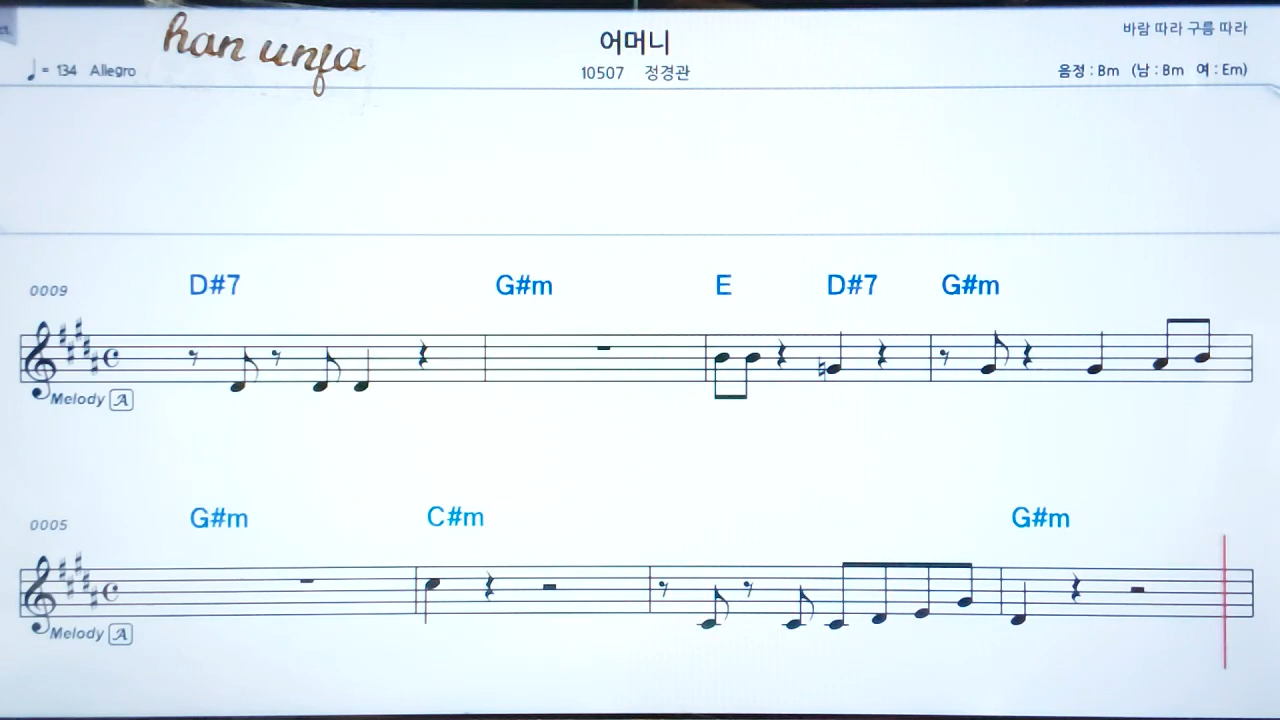 han unja
어머니
바람 따라 구름 따라
♩= 134 Allegro
10507 정경관
음정 : Bm (남 : Bm 여 : Em)
0009 D#7 G#m E D#7 G#m
Melody A
0005 G#m C#m G#m
Melody A